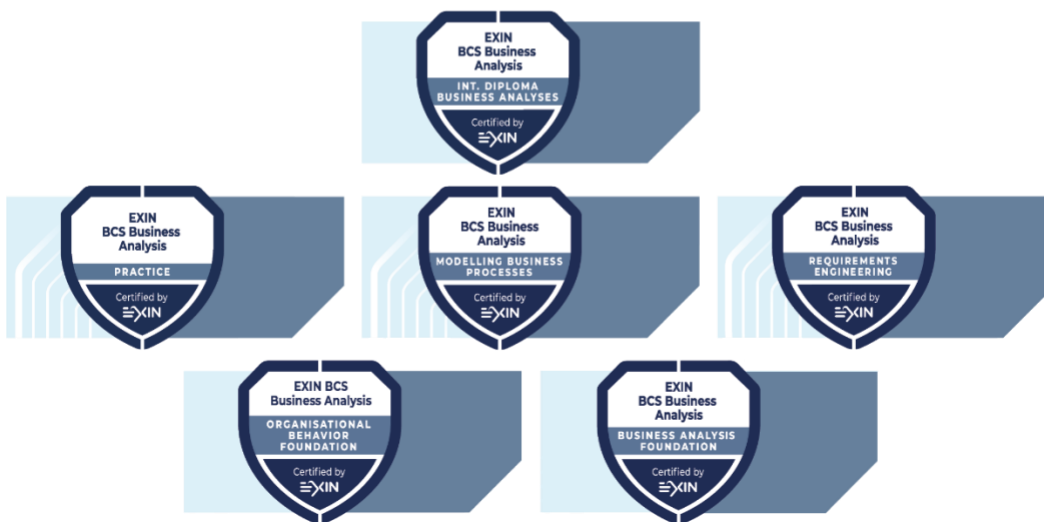 EXIN
BCS Business
Analysis
INT. DIPLOMA
BUSINESS ANALYSES
Certified by
EXIN
EXIN
BCS Business
Analysis
PRACTICE
Certified by
EXIN
EXIN
BCS Business
Analysis
MODELLING BUSINESS
PROCESSES
Certified by
EXIN
EXIN
BCS Business
Analysis
REQUIREMENTS
ENGINEERING
Certified by
EXIN
EXIN BCS
Business Analysis
ORGANISATIONAL
BEHAVIOR
FOUNDATION
Certified by
EXIN
EXIN
BCS Business
Analysis
BUSINESS ANALYSIS
FOUNDATION
Certified by
EXIN